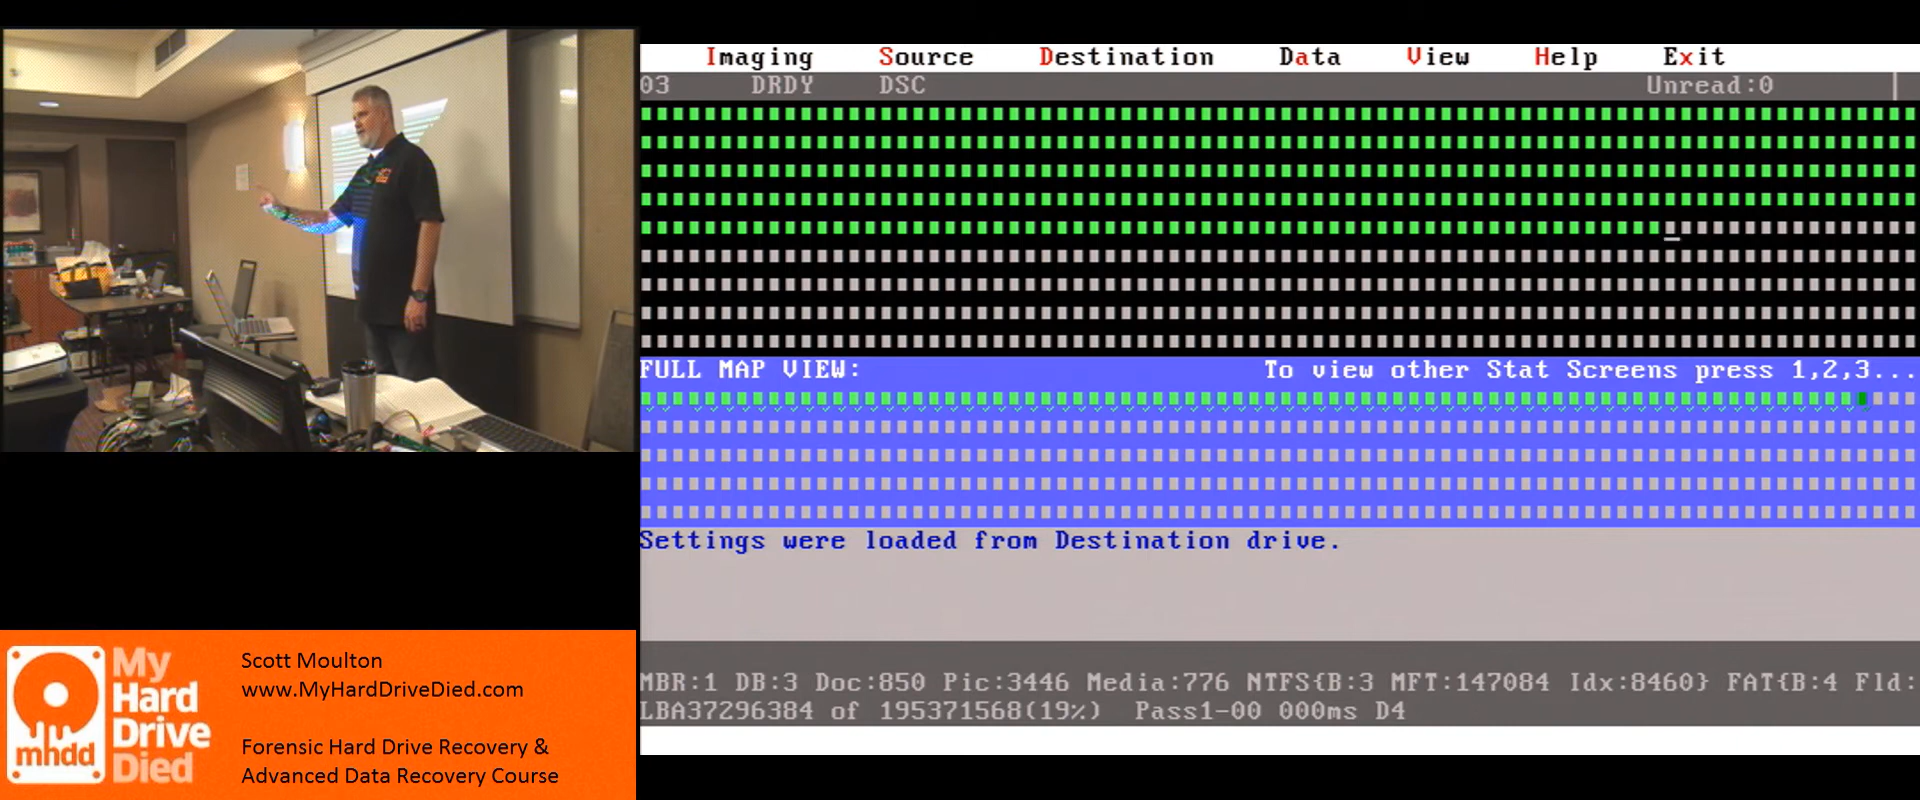 Imaging Source Destination Data View Help Exit
03 DRDY DSC Unread:0
FULL MAP VIEW: To view other Stat Screens press 1,2,3...
Settings were loaded from Destination drive.
MBR:1 DB:3 Doc:850 Pic:3446 Media:776 NTFS{B:3 MFT:147084 Idx:8460} FAT{B:4 Fld:
LBA37296384 of 195371568(19%) Pass1-00 000ms D4
mhdd
My
Hard
Drive
Died
Scott Moulton
www.MyHardDriveDied.com
Forensic Hard Drive Recovery &
Advanced Data Recovery Course